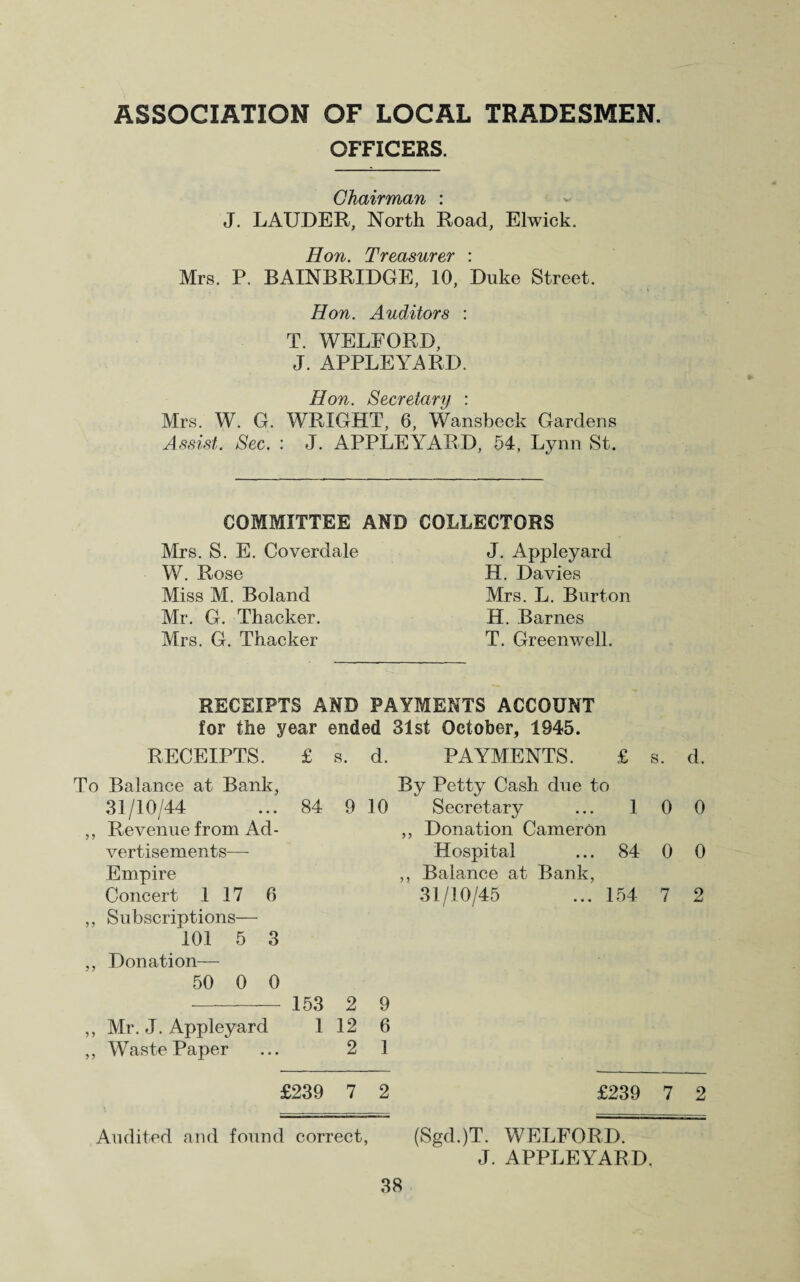 ASSOCIATION OF LOCAL TRADESMEN.
OFFICERS.
Chairman :
J. LAUDER, North Road, Elwick.
Hon. Treasurer :
Mrs. P. BAINBRIDGE, 10, Duke Street.
Hon. Auditors :
T. WELFORD,
J. APPLEYARD.
Hon. Secretary :
Mrs. W. G. WRIGHT, 6, Wansbeck Gardens
Assist. Sec. : J. APPLEYARD, 54, Lynn St.
COMMITTEE AND COLLECTORS
Mrs. S. E. Coverdale J. Appleyard
W. Rose H. Davies
Miss M. Boland Mrs. L. Burton
Mr. G. Thacker. H. Barnes
Mrs. G. Thacker T. Greenwell.
RECEIPTS AND PAYMENTS ACCOUNT
for the year ended 31st October, 1945.
RECEIPTS. £ s. d. PAYMENTS. £ s. d.
To Balance at Bank, By Petty Cash due to
31/10/44 ... 84 9 10 Secretary ... 1 0 0
,, Revenue from Ad- ,, Donation Camerón
vertisements— Hospital ... 84 0 0
Empire ,, Balance at Bank,
Concert 1 17 6 31/10/45 ... 154 7 2
,, Subscriptions—
101 5 3
,, Donation—
50 0 0
153 2 9
,, Mr. J. Appleyard 1 12 6
,, Waste Paper ... 2 1
£239 7 2 £239 7 2
Audited and found correct, (Sgd.)T. WELFORD.
J. APPLEYARD.
38